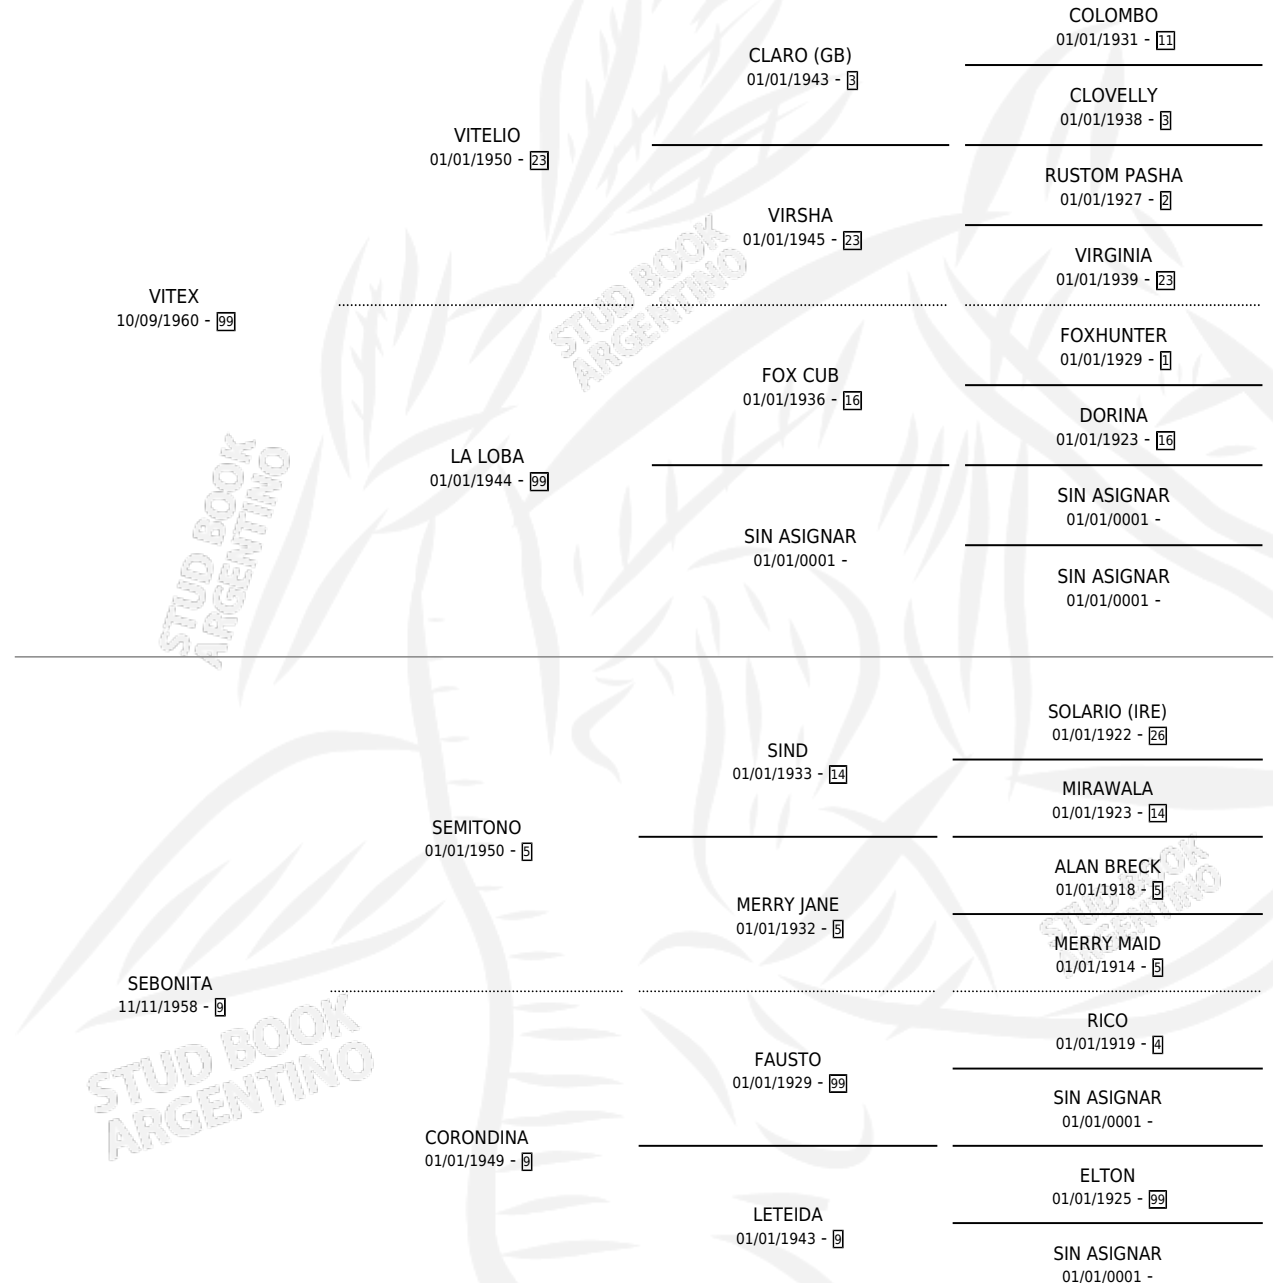 COLOMBO
01/01/1931 - 11
CLARO (GB)
01/01/1943 - 3
CLOVELLY
01/01/1938 - 3
VITELIO
01/01/1950 - 23
RUSTOM PASHA
01/01/1927 - 2
VIRSHA
01/01/1945 - 23
VIRGINIA
01/01/1939 - 23
STUD BOOK
ARGENTINO
VITEX
10/09/1960 - 99
FOXHUNTER
01/01/1929 - 1
FOX CUB
01/01/1936 - 16
DORINA
01/01/1923 - 16
LA LOBA
01/01/1944 - 99
SIN ASIGNAR
01/01/0001 -
SIN ASIGNAR
01/01/0001 -
SIN ASIGNAR
01/01/0001 -
STUD BOOK
ARGENTINO
SOLARIO (IRE)
01/01/1922 - 26
SIND
01/01/1933 - 14
MIRAWALA
01/01/1923 - 14
SEMITONO
01/01/1950 - 5
ALAN BRECK
01/01/1918 - 5
MERRY JANE
01/01/1932 - 5
STUD BOOK
ARGENTINO
MERRY MAID
01/01/1914 - 5
SEBONITA
11/11/1958 - 9
RICO
01/01/1919 - 4
STUD BOOK
ARGENTINO
FAUSTO
01/01/1929 - 99
SIN ASIGNAR
01/01/0001 -
CORONDINA
01/01/1949 - 9
ELTON
01/01/1925 - 99
LETEIDA
01/01/1943 - 9
SIN ASIGNAR
01/01/0001 -